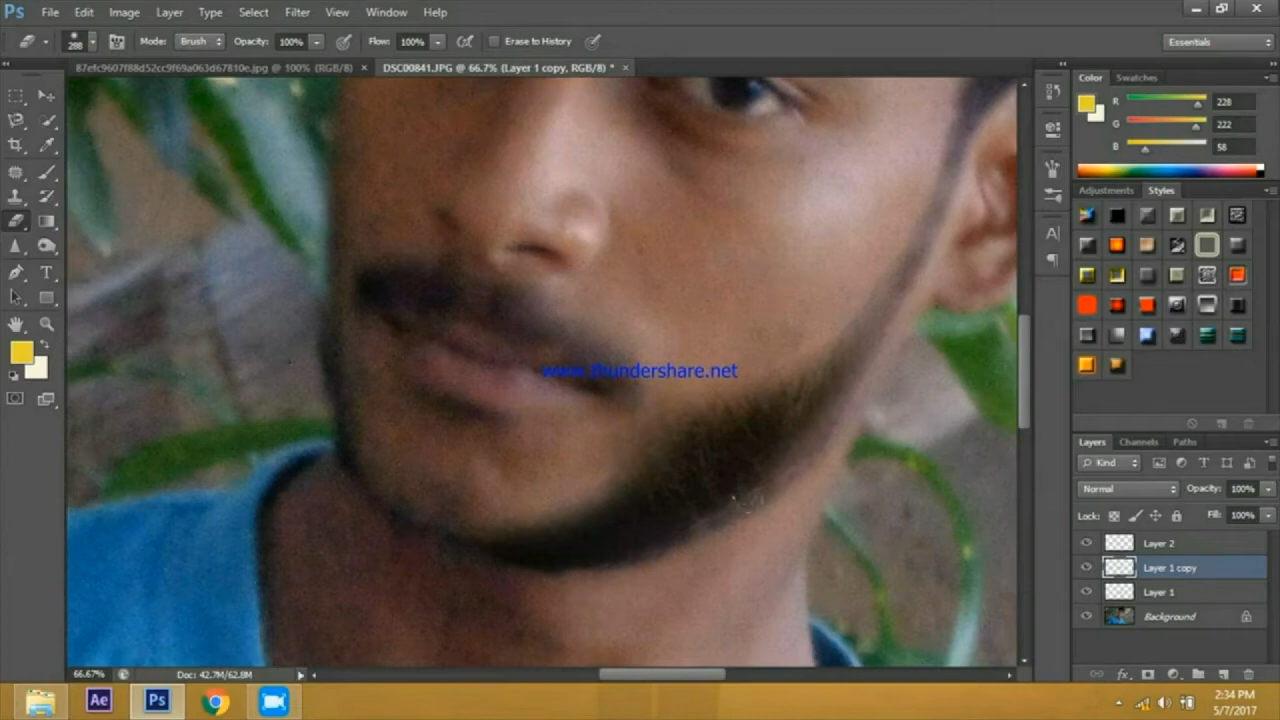 Ps File Edit Image Layer Type Select Filter View Window Help
288 Mode: Brush Opacity: 100% Flow: 100% Erase to History Essentials
87efc9607f88d52cc9f69a063d67810e.jpg @ 100% (RGB/8) × DSC00841.JPG @ 66.7% (Layer 1 copy, RGB/8) * ×
Color Swatches
R 228
G 222
B 58
Adjustments Styles
www.thundershare.net
Layers Channels Paths
Kind
Normal Opacity: 100%
Lock: Fill: 100%
Layer 2
Layer 1 copy
Layer 1
Background
66.67% Doc: 42.7M/62.8M
Ae Ps
2:34 PM
5/7/2017